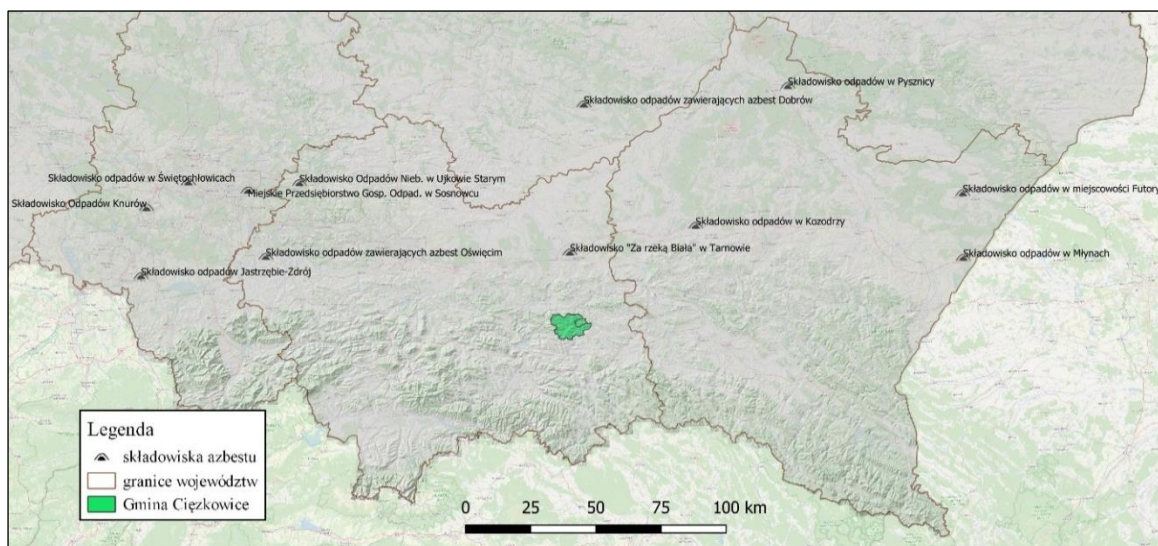 Składowisko odpadów w Pysznicy
Składowisko odpadów zawierających azbest Dobrów
Składowisko odpadów w Świętochłowicach
Składowisko Odpadów Nieb. w Ujkowie Starym
Miejskie Przedsiębiorstwo Gosp. Odpad. w Sosnowcu
Składowisko odpadów w miejscowości Futory
Składowisko Odpadów Knurów
Składowisko odpadów w Kozodrzy
Składowisko odpadów zawierających azbest Oświęcim
Składowisko "Za rzeką Biała" w Tarnowie
Składowisko odpadów w Młynach
Składowisko odpadów Jastrzębie-Zdrój
Legenda
składowiska azbestu
granice województw
Gmina Ciężkowice
0 25 50 75 100 km